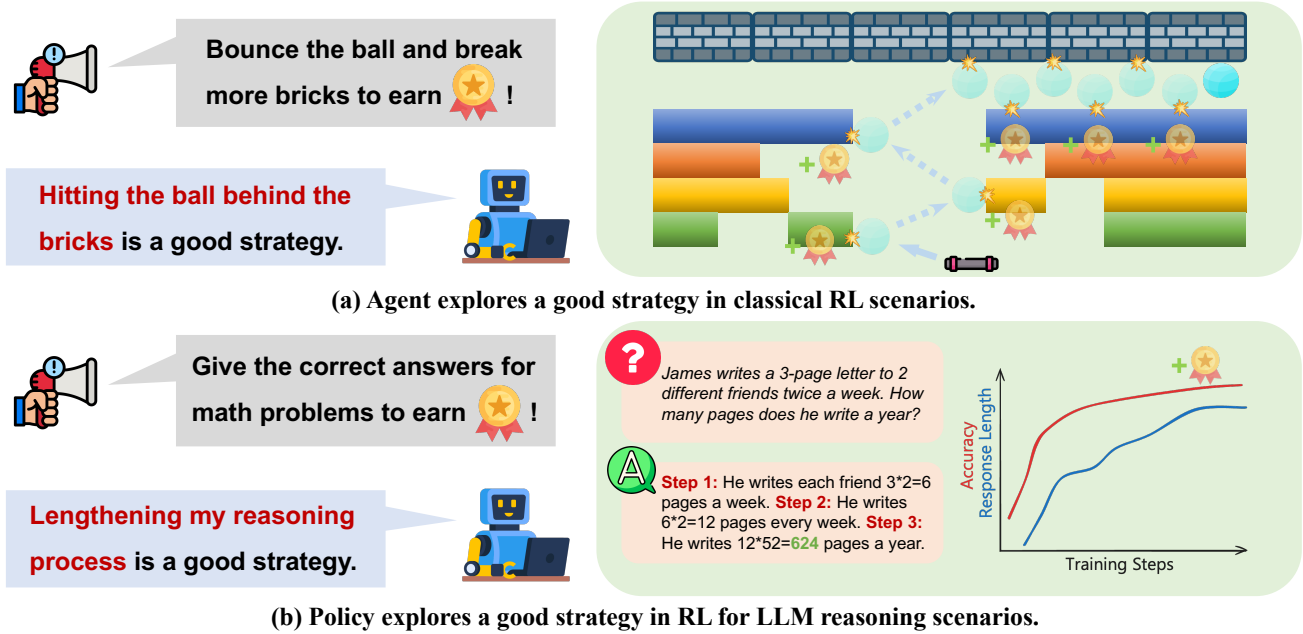 Bounce the ball and break
more bricks to earn !
Hitting the ball behind the
bricks is a good strategy.
(a) Agent explores a good strategy in classical RL scenarios.
Give the correct answers for
math problems to earn !
Lengthening my reasoning
process is a good strategy.
?
James writes a 3-page letter to 2
different friends twice a week. How
many pages does he write a year?
A
Step 1: He writes each friend 3*2=6
pages a week. Step 2: He writes
6*2=12 pages every week. Step 3:
He writes 12*52=624 pages a year.
Accuracy
Response Length
Training Steps
(b) Policy explores a good strategy in RL for LLM reasoning scenarios.